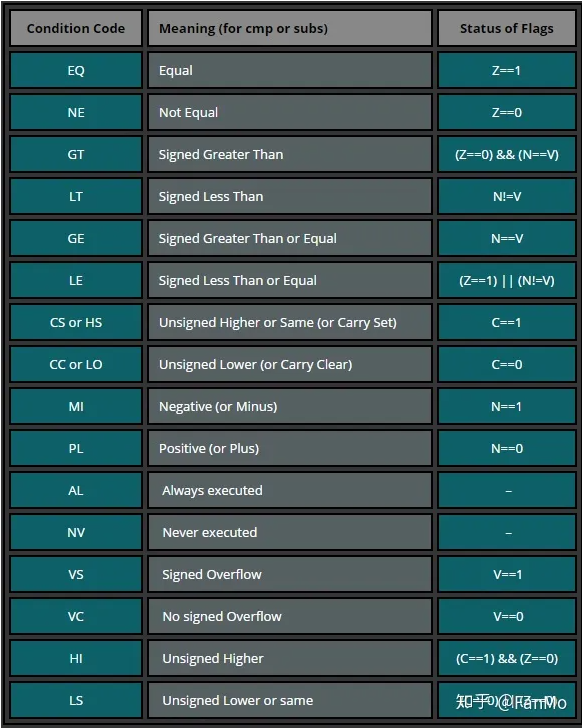 Condition Code Meaning (for cmp or subs) Status of Flags
EQ Equal Z==1
NE Not Equal Z==0
GT Signed Greater Than (Z==0) && (N==V)
LT Signed Less Than N!=V
GE Signed Greater Than or Equal N==V
LE Signed Less Than or Equal (Z==1) || (N!=V)
CS or HS Unsigned Higher or Same (or Carry Set) C==1
CC or LO Unsigned Lower (or Carry Clear) C==0
MI Negative (or Minus) N==1
PL Positive (or Plus) N==0
AL Always executed –
NV Never executed –
VS Signed Overflow V==1
VC No signed Overflow V==0
HI Unsigned Higher (C==1) && (Z==0)
LS Unsigned Lower or same
知乎 @FanMo